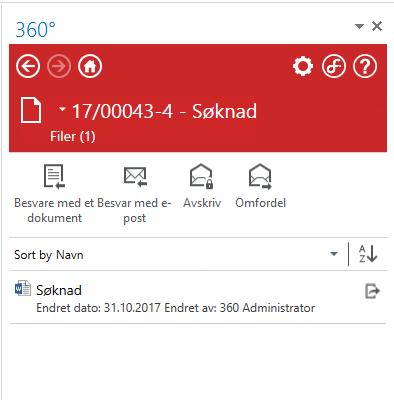 360°
17/00043-4 - Søknad
Filer (1)
Besvare med et dokument
Besvar med e-post
Avskriv
Omfordel
Sort by Navn
A
Z
Søknad
Endret dato: 31.10.2017 Endret av: 360 Administrator